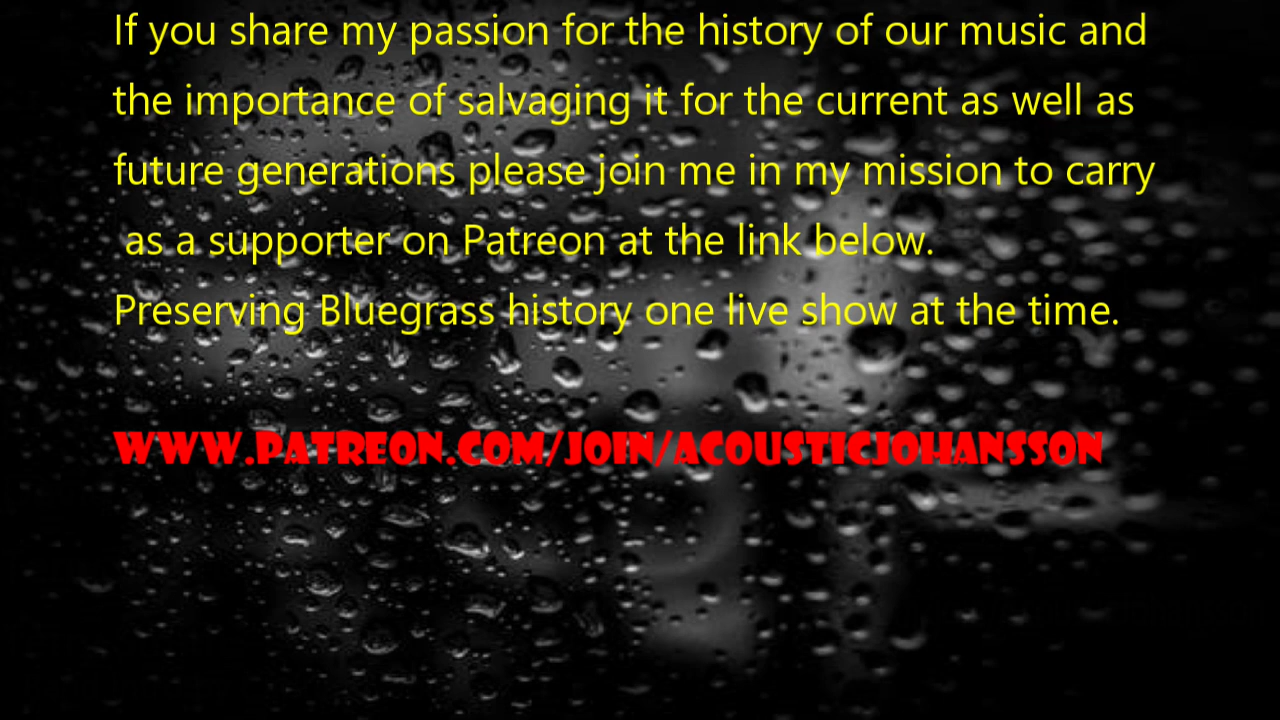 If you share my passion for the history of our music and
the importance of salvaging it for the current as well as
future generations please join me in my mission to carry
as a supporter on Patreon at the link below.
Preserving Bluegrass history one live show at the time.
WWW.PATREON.COM/JOIN/ACOUSTICJOHANSSON